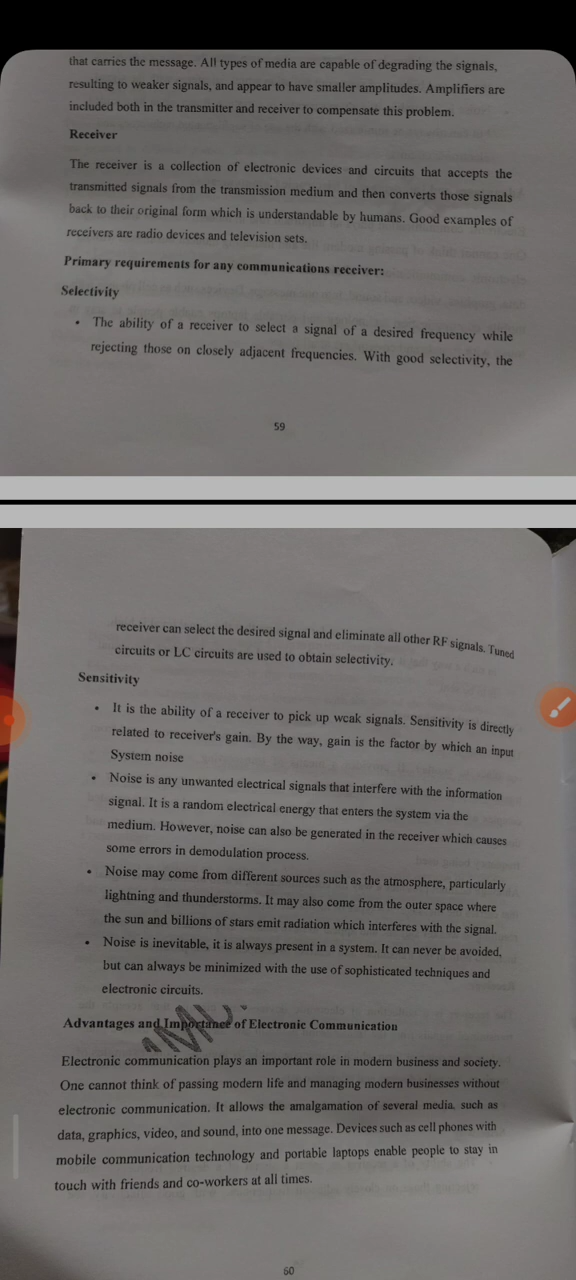 that carries the message. All types of media are capable of degrading the signals,
resulting to weaker signals, and appear to have smaller amplitudes. Amplifiers are
included both in the transmitter and receiver to compensate this problem.
Receiver
The receiver is a collection of electronic devices and circuits that accepts the
transmitted signals from the transmission medium and then converts those signals
back to their original form which is understandable by humans. Good examples of
receivers are radio devices and television sets.
Primary requirements for any communications receiver:
Selectivity
• The ability of a receiver to select a signal of a desired frequency while
rejecting those on closely adjacent frequencies. With good selectivity, the
59
receiver can select the desired signal and eliminate all other RF signals. Tuned
circuits or LC circuits are used to obtain selectivity.
Sensitivity
• It is the ability of a receiver to pick up weak signals. Sensitivity is directly
related to receiver's gain. By the way, gain is the factor by which an input
System noise
• Noise is any unwanted electrical signals that interfere with the information
signal. It is a random electrical energy that enters the system via the
medium. However, noise can also be generated in the receiver which causes
some errors in demodulation process.
• Noise may come from different sources such as the atmosphere, particularly
lightning and thunderstorms. It may also come from the outer space where
the sun and billions of stars emit radiation which interferes with the signal.
• Noise is inevitable, it is always present in a system. It can never be avoided,
but can always be minimized with the use of sophisticated techniques and
electronic circuits.
Advantages and Importance of Electronic Communication
Electronic communication plays an important role in modern business and society.
One cannot think of passing modern life and managing modern businesses without
electronic communication. It allows the amalgamation of several media. such as
data, graphics, video, and sound, into one message. Devices such as cell phones with
mobile communication technology and portable laptops enable people to stay in
touch with friends and co-workers at all times.
60